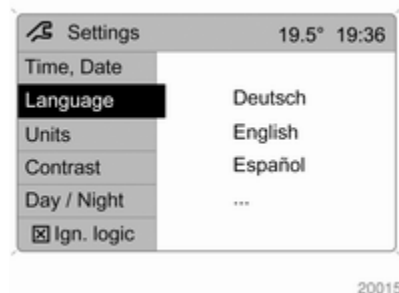 Settings 19.5° 19:36
Time, Date
Language Deutsch
Units English
Contrast Español
Day / Night ...
Ign. logic
20015